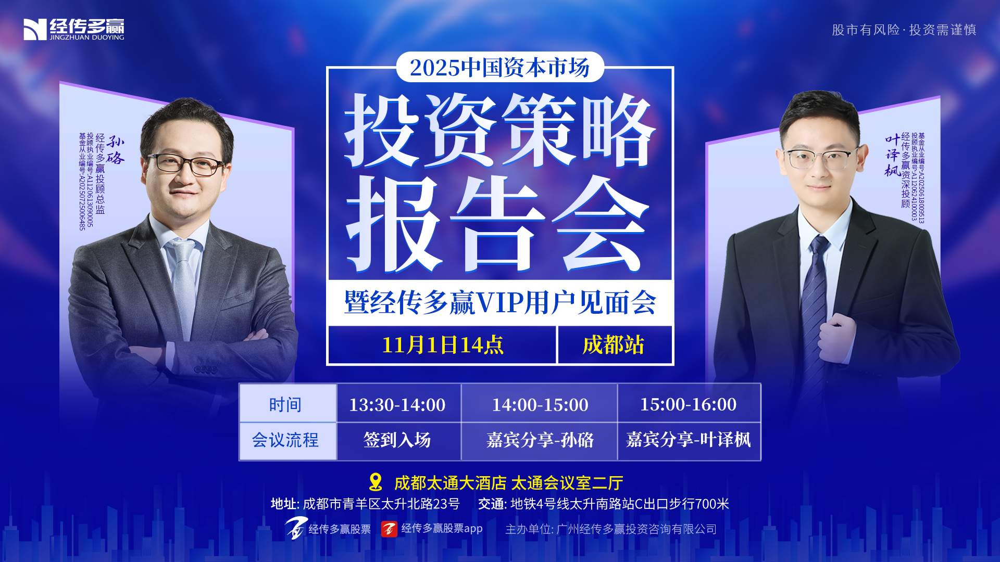 经传多赢
JINGZHUAN DUOYING
股市有风险·投资需谨慎
2025中国资本市场
投资策略
报告会
暨经传多赢VIP用户见面会
11月1日14点
成都站
孙硌
经传多赢投顾总监
投顾执业编号:A1120613090005
基金从业编号:A20250725006485
叶译枫
经传多赢资深投顾
投顾执业编号:A1120624100003
基金从业编号:A20250618009513
时间
13:30-14:00
14:00-15:00
15:00-16:00
会议流程
签到入场
嘉宾分享-孙硌
嘉宾分享-叶译枫
成都太通大酒店 太通会议室二厅
地址: 成都市青羊区太升北路23号
交通: 地铁4号线太升南路站C出口步行700米
经传多赢股票
经传多赢股票app
主办单位: 广州经传多赢投资咨询有限公司